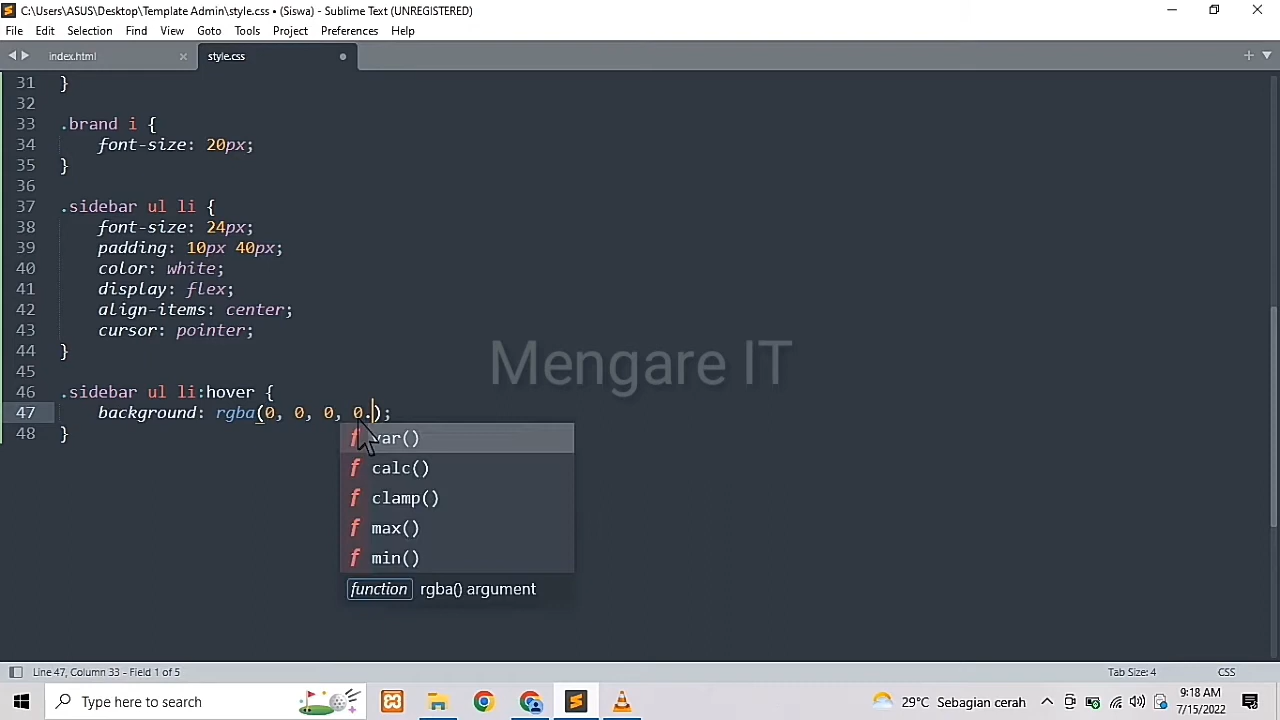 C:\Users\ASUS\Desktop\Template Admin\style.css • (Siswa) - Sublime Text (UNREGISTERED)
File Edit Selection Find View Goto Tools Project Preferences Help
index.html
style.css
31 }
32
33 .brand i {
34 font-size: 20px;
35 }
36
37 .sidebar ul li {
38 font-size: 24px;
39 padding: 10px 40px;
40 color: white;
41 display: flex;
42 align-items: center;
43 cursor: pointer;
44 }
45
46 .sidebar ul li:hover {
47 background: rgba(0, 0, 0, 0.);
48 }
Mengare IT
f var()
f calc()
f clamp()
f max()
f min()
function rgba() argument
Line 47, Column 33 - Field 1 of 5
Tab Size: 4
CSS
Type here to search
29°C Sebagian cerah
9:18 AM
7/15/2022